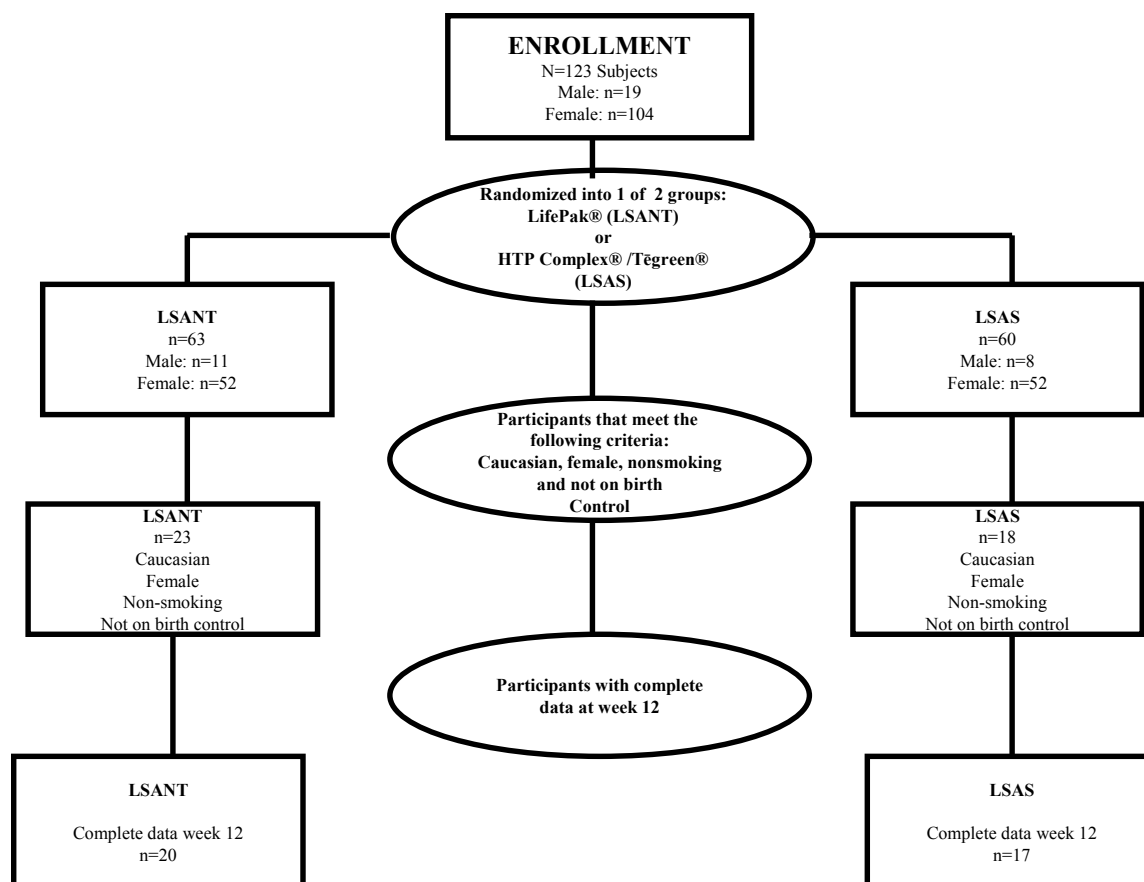 ENROLLMENT
N=123 Subjects
Male: n=19
Female: n=104
Randomized into 1 of 2 groups:
LifePak® (LSANT)
or
HTP Complex® /Tēgreen®
(LSAS)
LSANT
n=63
Male: n=11
Female: n=52
LSAS
n=60
Male: n=8
Female: n=52
Participants that meet the
following criteria:
Caucasian, female, nonsmoking
and not on birth
Control
LSANT
n=23
Caucasian
Female
Non-smoking
Not on birth control
LSAS
n=18
Caucasian
Female
Non-smoking
Not on birth control
Participants with complete
data at week 12
LSANT
Complete data week 12
n=20
LSAS
Complete data week 12
n=17